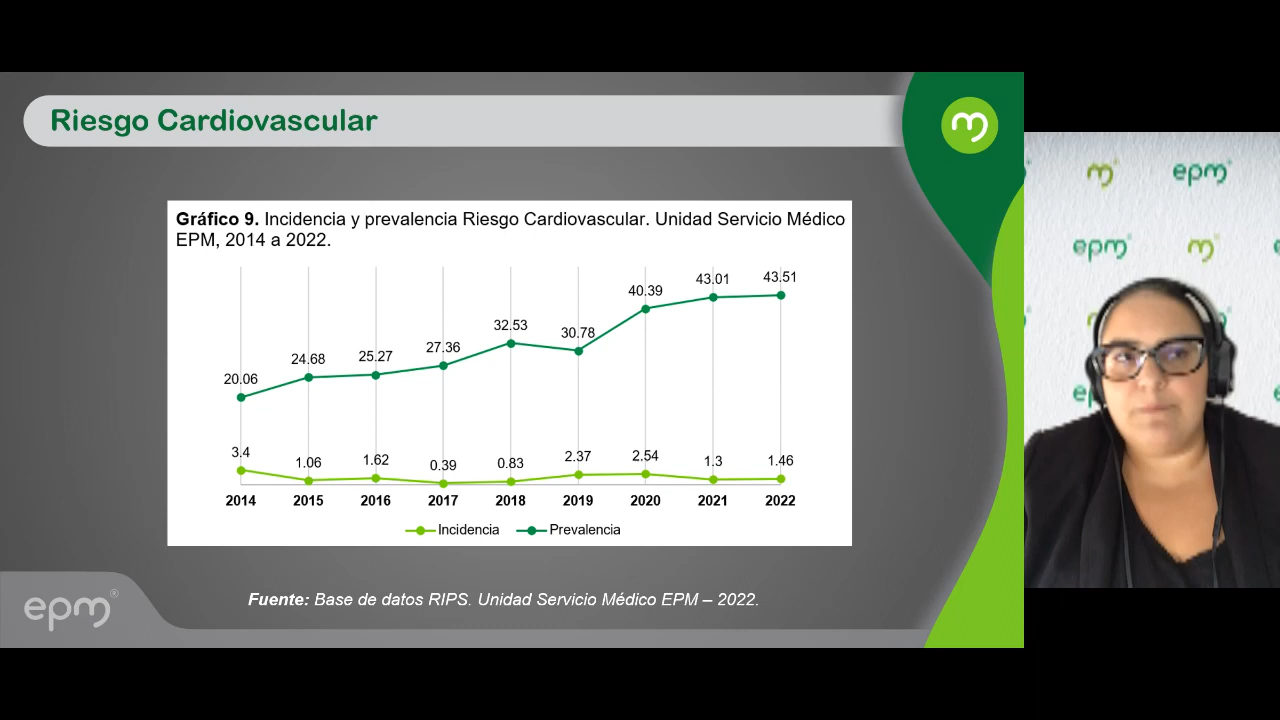 Riesgo Cardiovascular
Gráfico 9. Incidencia y prevalencia Riesgo Cardiovascular. Unidad Servicio Médico
EPM, 2014 a 2022.
43.51
43.01
40.39
32.53
30.78
27.36
25.27
24.68
20.06
3.4
1.06
1.62
0.39
0.83
2.37
2.54
1.3
1.46
2014 2015 2016 2017 2018 2019 2020 2021 2022
Incidencia Prevalencia
Fuente: Base de datos RIPS. Unidad Servicio Médico EPM – 2022.
epm®
m
m epm
epm m